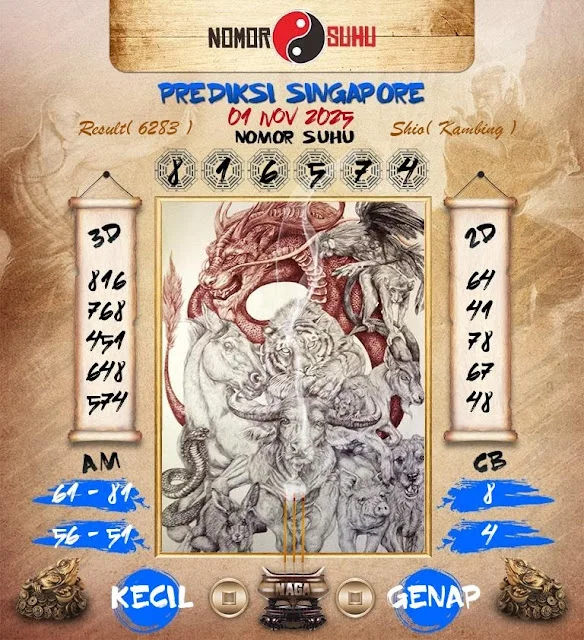 NOMOR SUHU
PREDIKSI SINGAPORE
01 NOV 2025
NOMOR SUHU
Result( 6283 )
Shio( Kambing )
8 1 6 5 7 4
3D
816
768
451
648
574
2D
64
41
78
67
48
AM
61 - 81
56 - 51
CB
8
4
KECIL
NAGA
GENAP